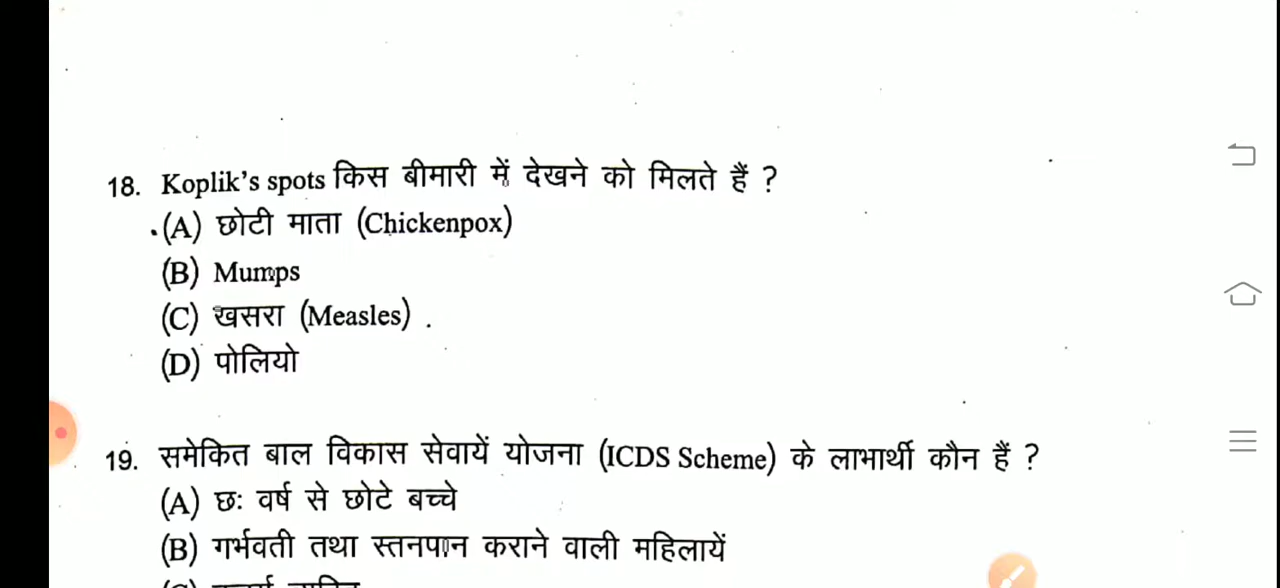 18. Koplik's spots किस बीमारी में देखने को मिलते हैं ?
(A) छोटी माता (Chickenpox)
(B) Mumps
(C) खसरा (Measles) .
(D) पोलियो
19. समेकित बाल विकास सेवायें योजना (ICDS Scheme) के लाभार्थी कौन हैं ?
(A) छः वर्ष से छोटे बच्चे
(B) गर्भवती तथा स्तनपान कराने वाली महिलायें